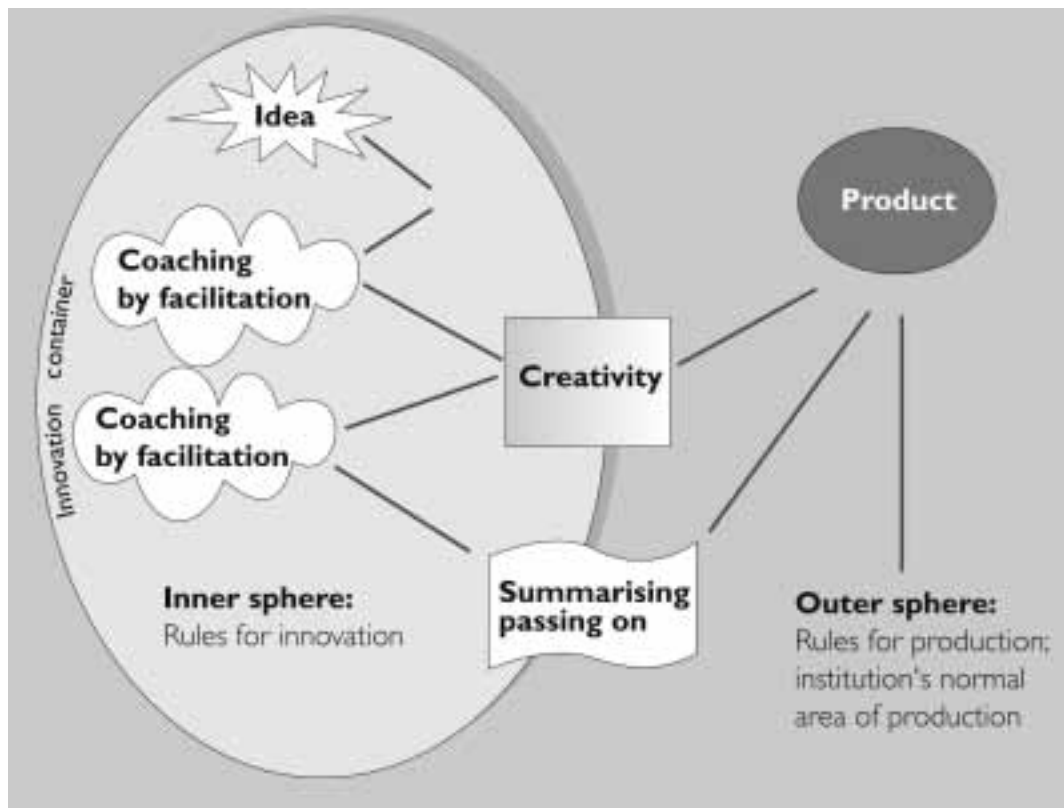 Idea
Coaching
by facilitation
Innovation container
Coaching
by facilitation
Creativity
Product
Inner sphere:
Rules for innovation
Summarising
passing on
Outer sphere:
Rules for production;
institution's normal
area of production